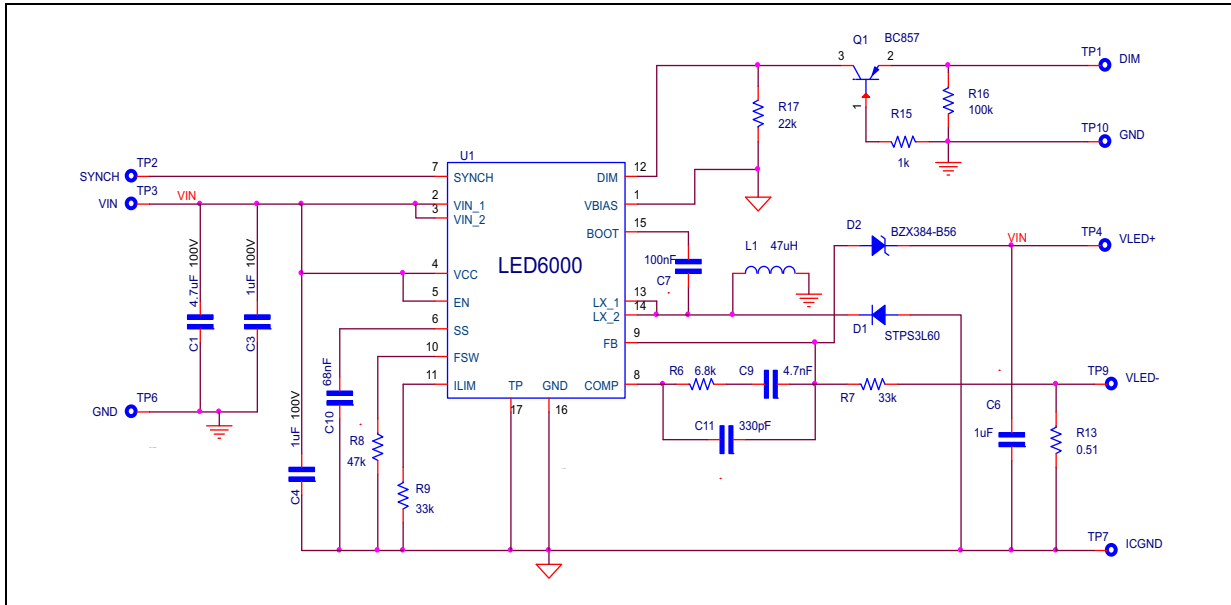 Q1 BC857
3 2
TP1
DIM
1
R17
22k
R15
1k
R16
100k
TP10
GND
TP2
SYNCH
TP3
VIN
VIN
U1
LED6000
7 SYNCH
2 VIN_1
3 VIN_2
4 VCC
5 EN
6 SS
10 FSW
11 ILIM
DIM 12
VBIAS 1
BOOT 15
LX_1 13
LX_2 14
FB 9
COMP 8
TP GND
17 16
100nF
C7
L1 47uH
D2
BZX384-B56
VIN
TP4
VLED+
D1
STPS3L60
R6 6.8k
C9 4.7nF
C11 330pF
R7
33k
TP9
VLED-
C6
1uF
R13
0.51
TP7
ICGND
C1 4.7uF 100V
C3 1uF 100V
TP6
GND
C4 1uF 100V
C10 68nF
R8
47k
R9
33k